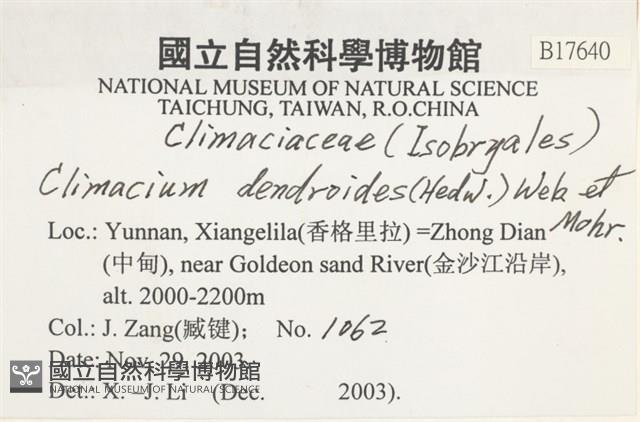 國立自然科學博物館
B17640
NATIONAL MUSEUM OF NATURAL SCIENCE
TAICHUNG, TAIWAN, R.O.CHINA
Climaciaceae (Isobryales)
Climacium dendroides (Hedw.) Web et Mohr.
Loc.: Yunnan, Xiangelila(香格里拉) =Zhong Dian
(中甸), near Goldeon sand River(金沙江沿岸),
alt. 2000-2200m
Col.: J. Zang(臧键); No. 1062
Date: Nov. 29, 2003
國立自然科學博物館
NATIONAL MUSEUM OF NATURAL SCIENCE
Det.: X. -J. Li (Dec. 2003).